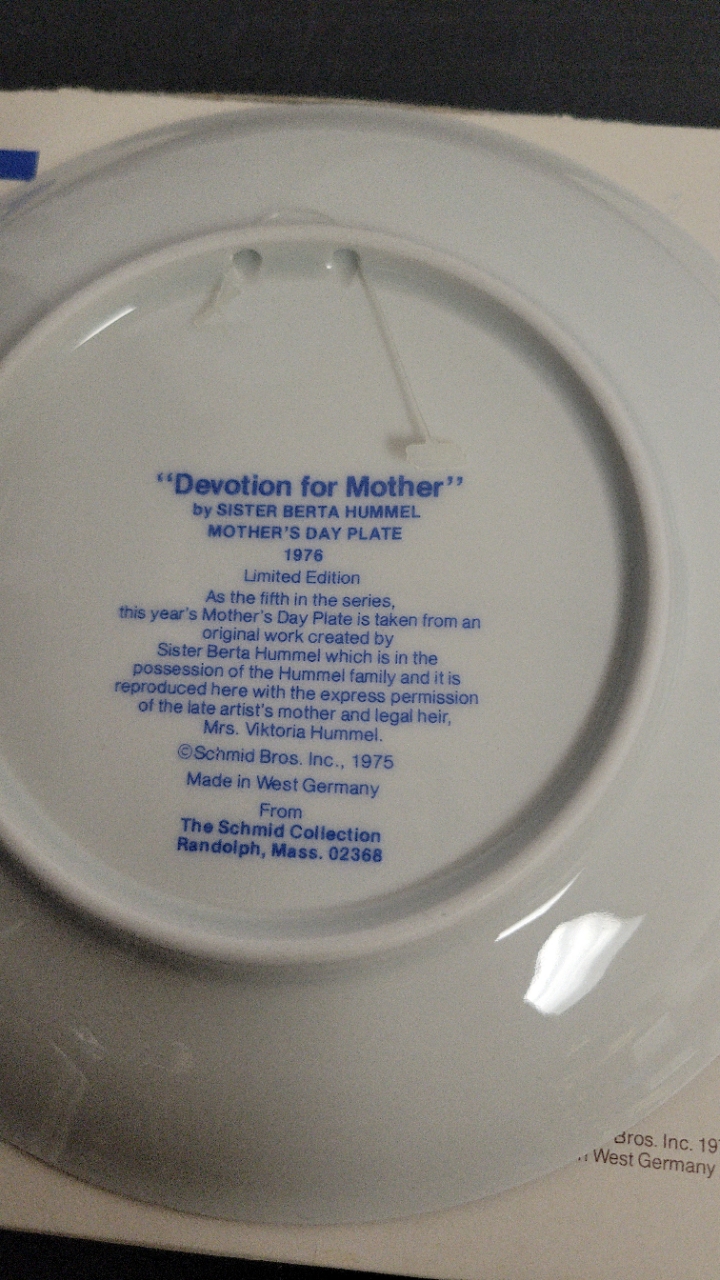 “Devotion for Mother”
by SISTER BERTA HUMMEL
MOTHER’S DAY PLATE
1976
Limited Edition
As the fifth in the series,
this year’s Mother’s Day Plate is taken from an
original work created by
Sister Berta Hummel which is in the
possession of the Hummel family and it is
reproduced here with the express permission
of the late artist’s mother and legal heir,
Mrs. Viktoria Hummel.
©Schmid Bros. Inc., 1975
Made in West Germany
From
The Schmid Collection
Randolph, Mass. 02368
Bros. Inc. 19
West Germany